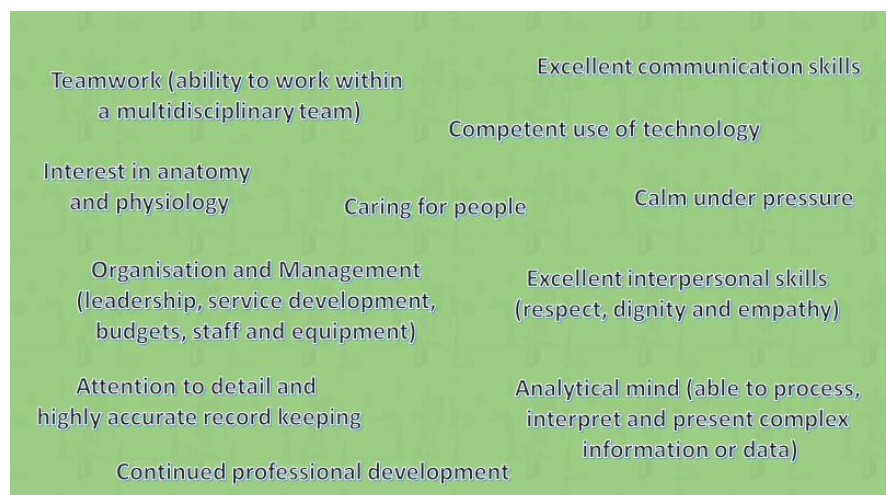 Teamwork (ability to work within
a multidisciplinary team)
Excellent communication skills
Competent use of technology
Interest in anatomy
and physiology
Caring for people
Calm under pressure
Organisation and Management
(leadership, service development,
budgets, staff and equipment)
Excellent interpersonal skills
(respect, dignity and empathy)
Attention to detail and
highly accurate record keeping
Analytical mind (able to process,
interpret and present complex
information or data)
Continued professional development